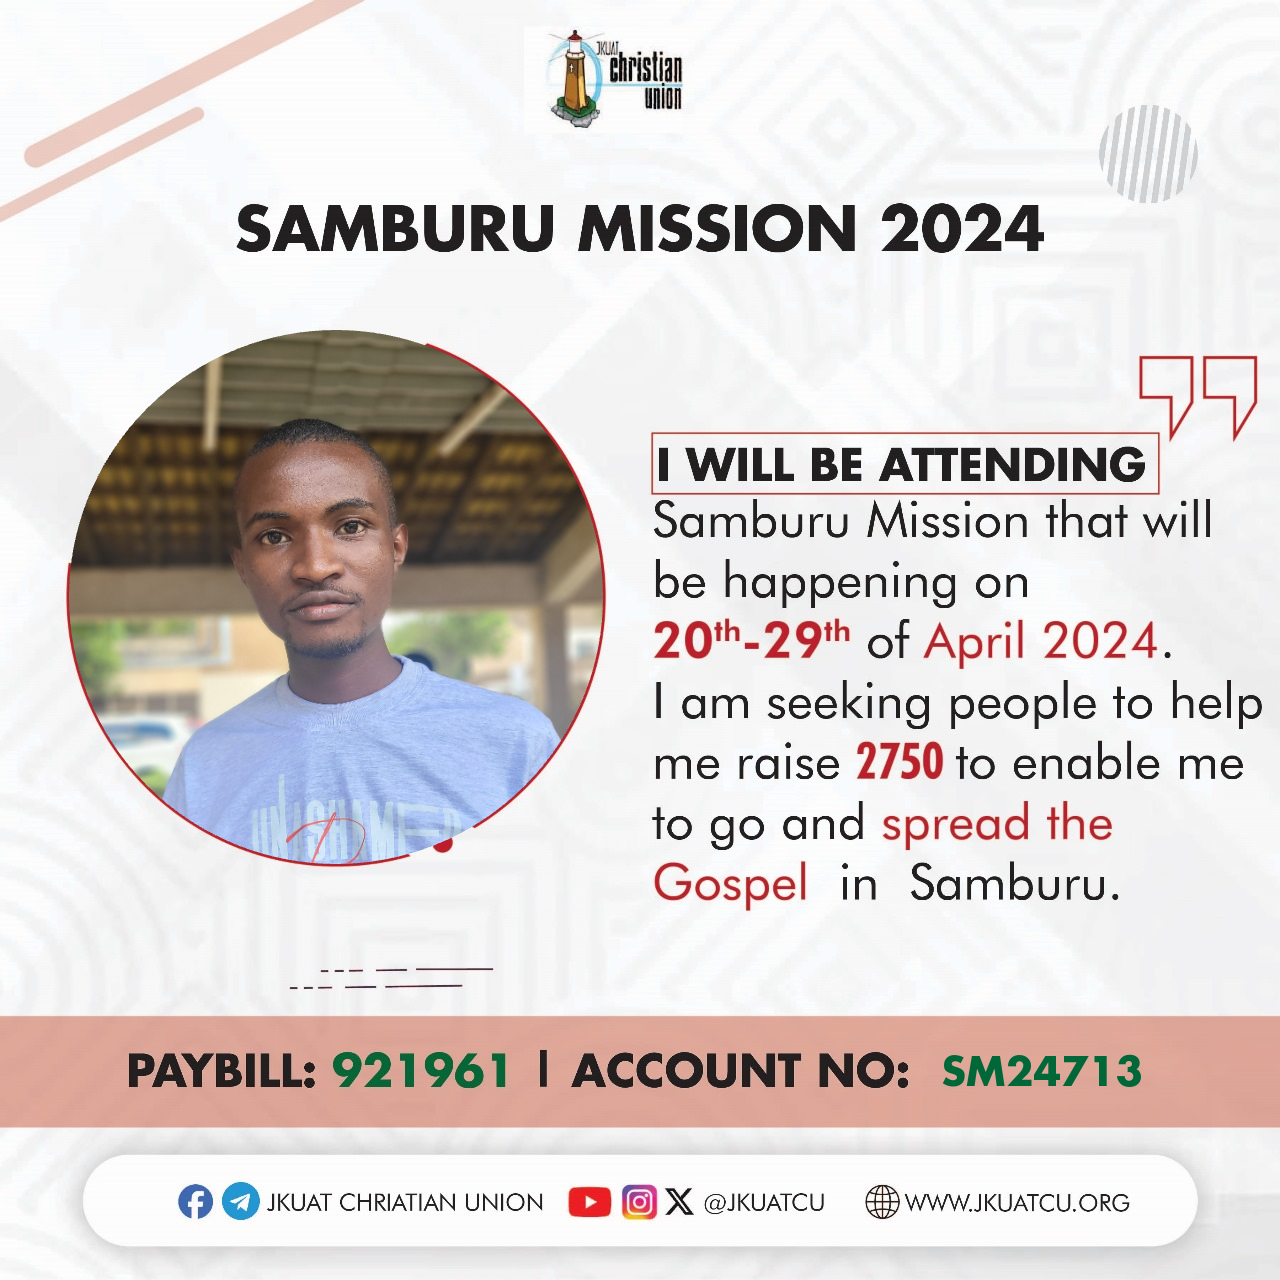 JKUAT
christian
union
SAMBURU MISSION 2024
I WILL BE ATTENDING
Samburu Mission that will
be happening on
20th-29th of April 2024.
I am seeking people to help
me raise 2750 to enable me
to go and spread the
Gospel in Samburu.
UNASHAMED
PAYBILL: 921961 | ACCOUNT NO: SM24713
JKUAT CHRIATIAN UNION @JKUATCU WWW.JKUATCU.ORG